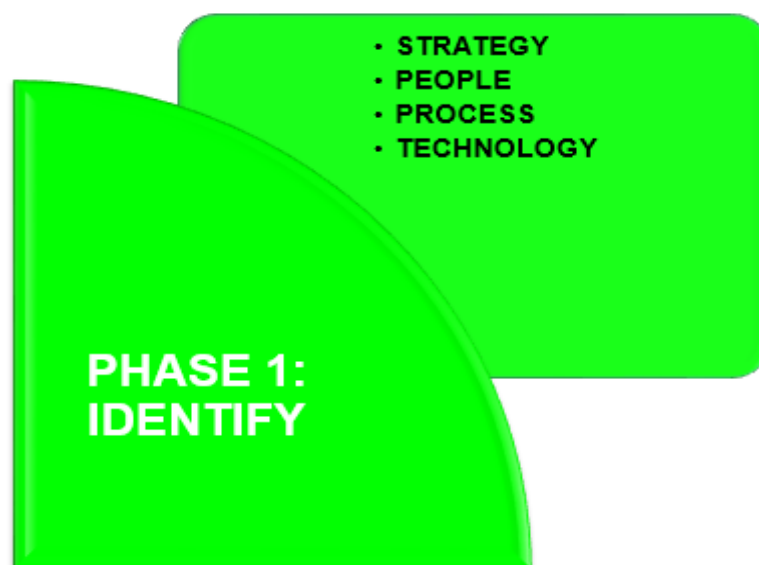 • STRATEGY
• PEOPLE
• PROCESS
• TECHNOLOGY
PHASE 1:
IDENTIFY